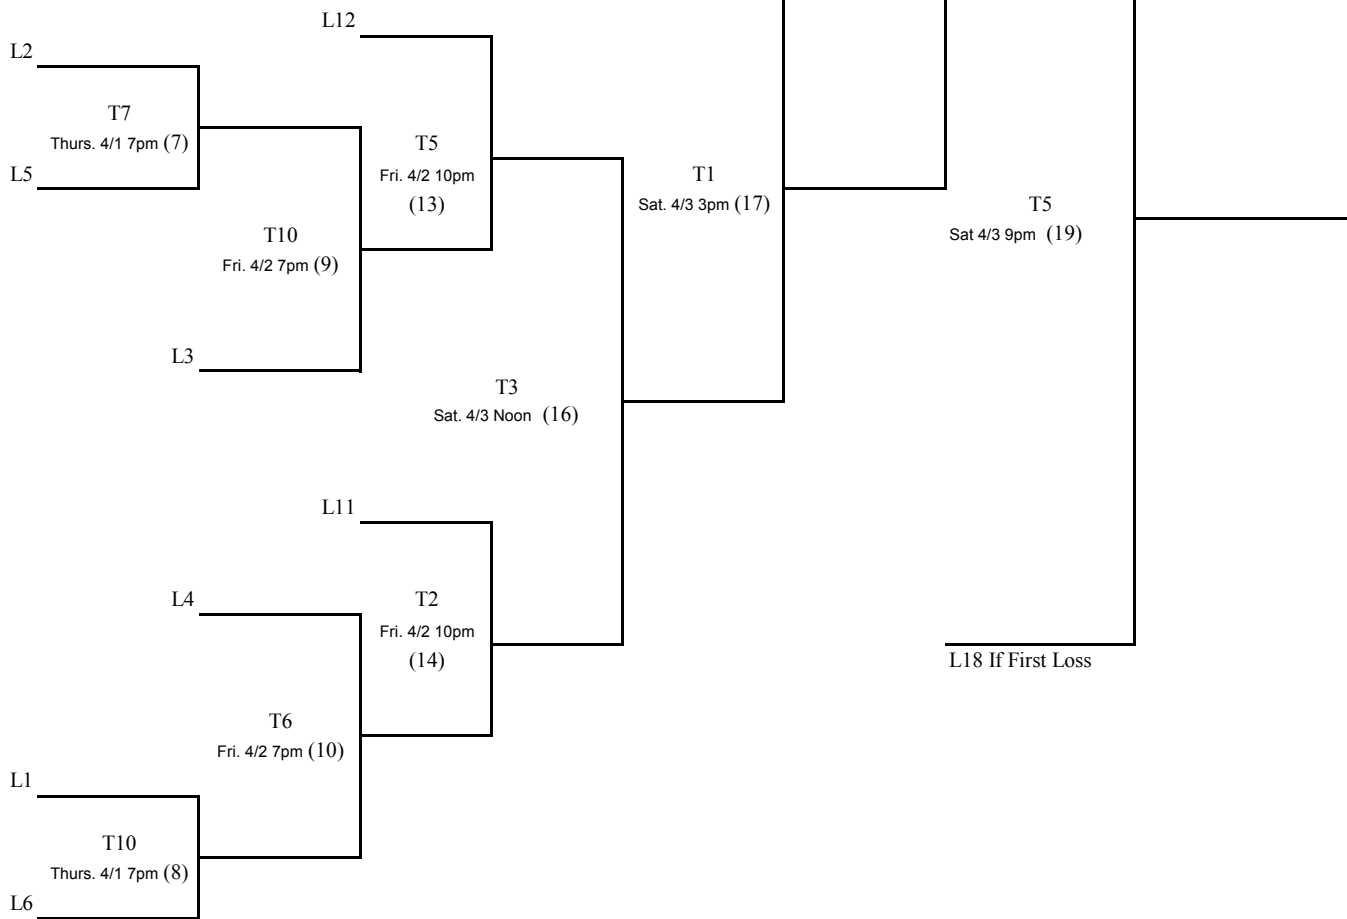 L12
L2
T7
Thurs. 4/1 7pm (7)
T5
Fri. 4/2 10pm
(13)
L5
T1
Sat. 4/3 3pm (17)
T5
Sat 4/3 9pm (19)
T10
Fri. 4/2 7pm (9)
L3
T3
Sat. 4/3 Noon (16)
L11
L4
T2
Fri. 4/2 10pm
(14)
L18 If First Loss
T6
Fri. 4/2 7pm (10)
L1
T10
Thurs. 4/1 7pm (8)
L6